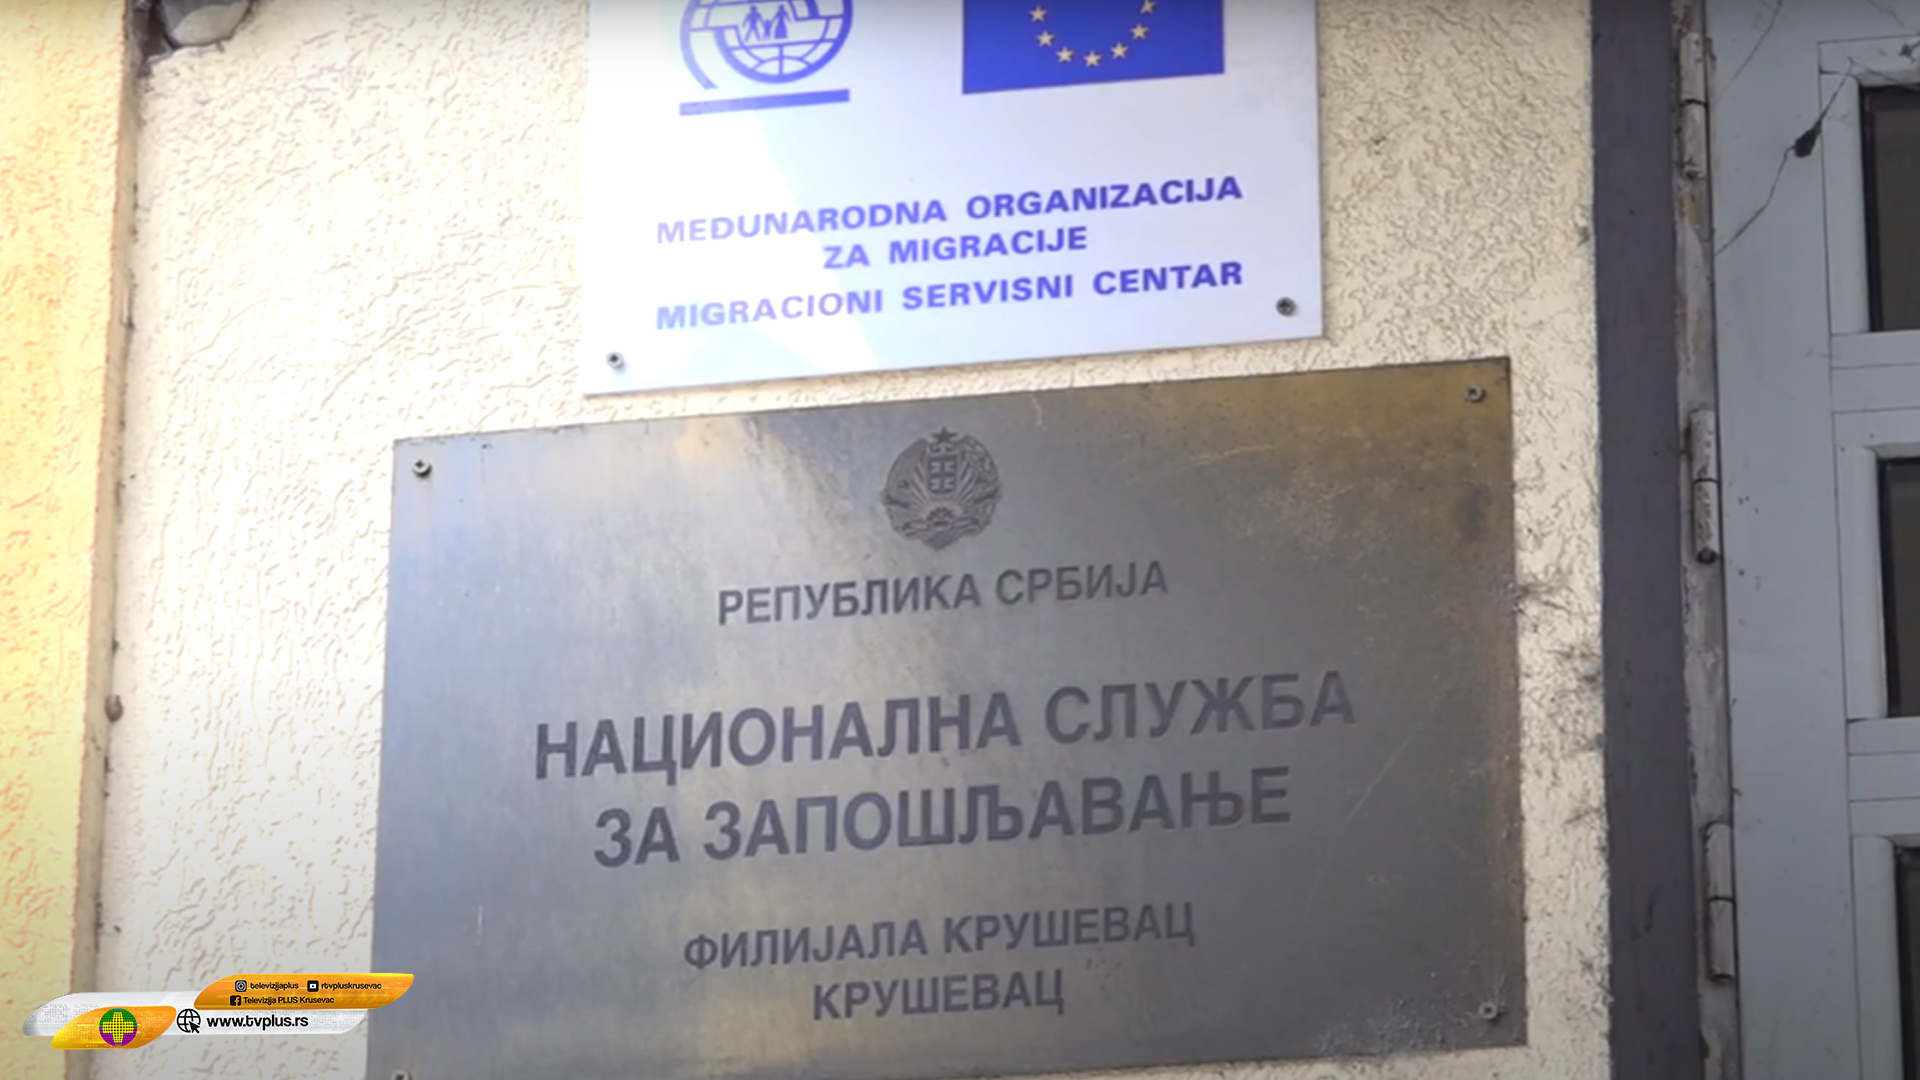 MEĐUNARODNA ORGANIZACIJA
ZA MIGRACIJE
MIGRACIONI SERVISNI CENTAR
РЕПУБЛИКА СРБИЈА
НАЦИОНАЛНА СЛУЖБА
ЗА ЗАПОШЉАВАЊЕ
ФИЛИЈАЛА КРУШЕВАЦ
КРУШЕВАЦ
televizijaplus rtvpluskrusevac
Televizija PLUS Krusevac
www.tvplus.rs